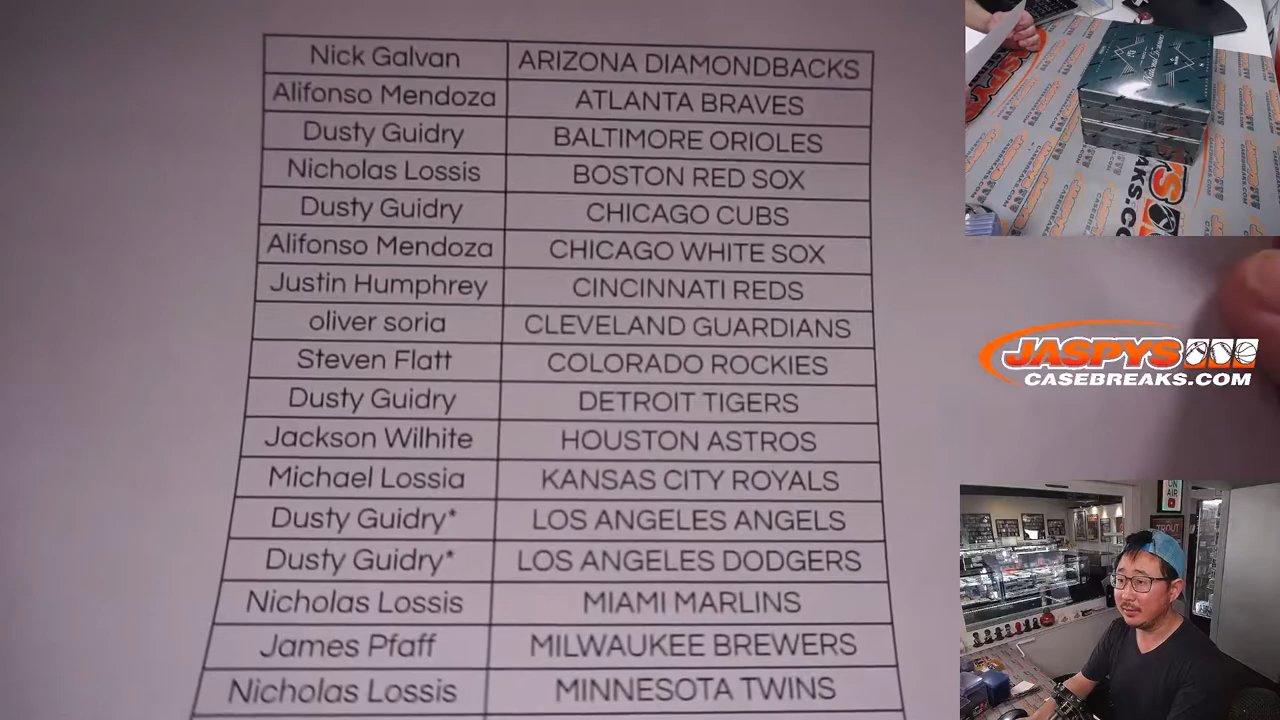 Nick Galvan ARIZONA DIAMONDBACKS
Alifonso Mendoza ATLANTA BRAVES
Dusty Guidry BALTIMORE ORIOLES
Nicholas Lossis BOSTON RED SOX
Dusty Guidry CHICAGO CUBS
Alifonso Mendoza CHICAGO WHITE SOX
Justin Humphrey CINCINNATI REDS
oliver soria CLEVELAND GUARDIANS
Steven Flatt COLORADO ROCKIES
Dusty Guidry DETROIT TIGERS
Jackson Wilhite HOUSTON ASTROS
Michael Lossia KANSAS CITY ROYALS
Dusty Guidry* LOS ANGELES ANGELS
Dusty Guidry* LOS ANGELES DODGERS
Nicholas Lossis MIAMI MARLINS
James Pfaff MILWAUKEE BREWERS
Nicholas Lossis MINNESOTA TWINS
JASPYS
CASEBREAKS.COM
ON
AIR
TROUT